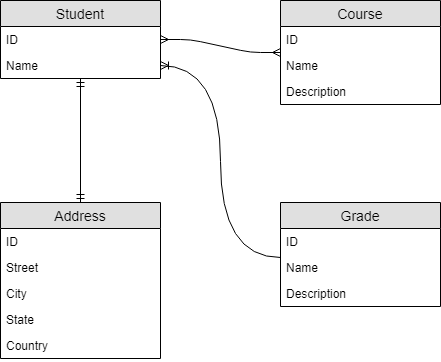 Student
ID
Name
Course
ID
Name
Description
Address
ID
Street
City
State
Country
Grade
ID
Name
Description